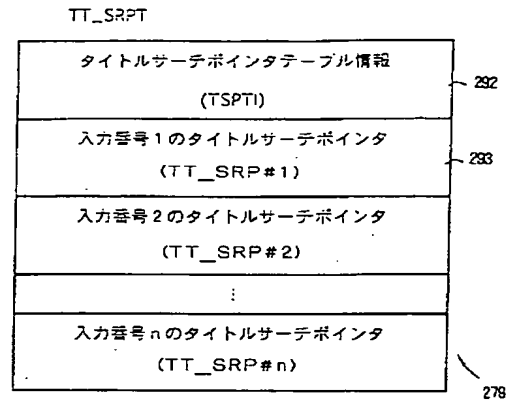 TT_SRPT
タイトルサーチポインタテーブル情報
(TSPTI)
292
入力番号1のタイトルサーチポインタ
(TT_SRP#1)
293
入力番号2のタイトルサーチポインタ
(TT_SRP#2)
⋮
入力番号nのタイトルサーチポインタ
(TT_SRP#n)
279